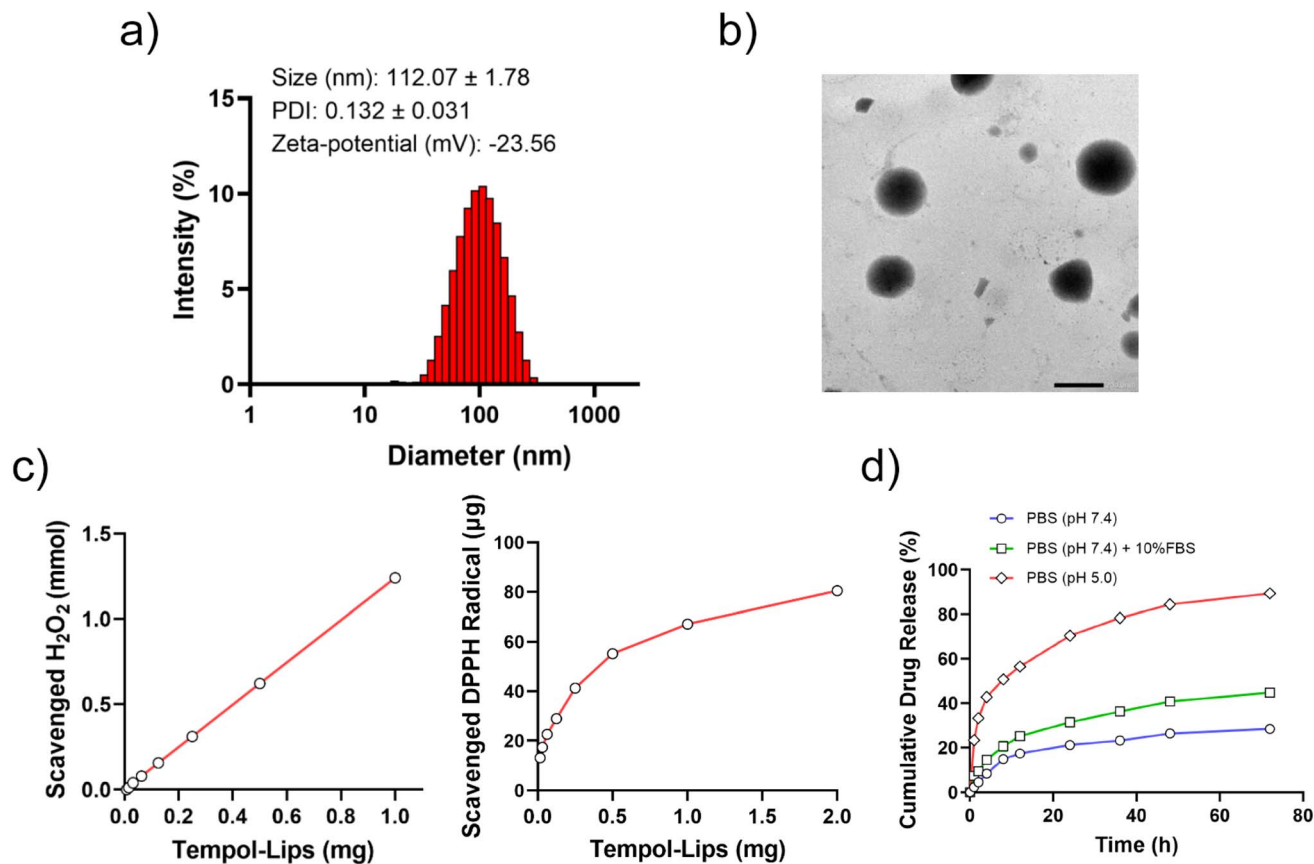 a)
Size (nm): 112.07 ± 1.78
PDI: 0.132 ± 0.031
Zeta-potential (mV): -23.56
Intensity (%)
15
10
5
0
1 10 100 1000
Diameter (nm)
b)
c)
Scavenged H₂O₂ (mmol)
1.5
1.0
0.5
0.0
0.0 0.2 0.4 0.6 0.8 1.0
Tempol-Lips (mg)
Scavenged DPPH Radical (μg)
100
80
60
40
20
0
0.0 0.5 1.0 1.5 2.0
Tempol-Lips (mg)
d)
PBS (pH 7.4)
PBS (pH 7.4) + 10%FBS
PBS (pH 5.0)
Cumulative Drug Release (%)
100
80
60
40
20
0
0 20 40 60 80
Time (h)